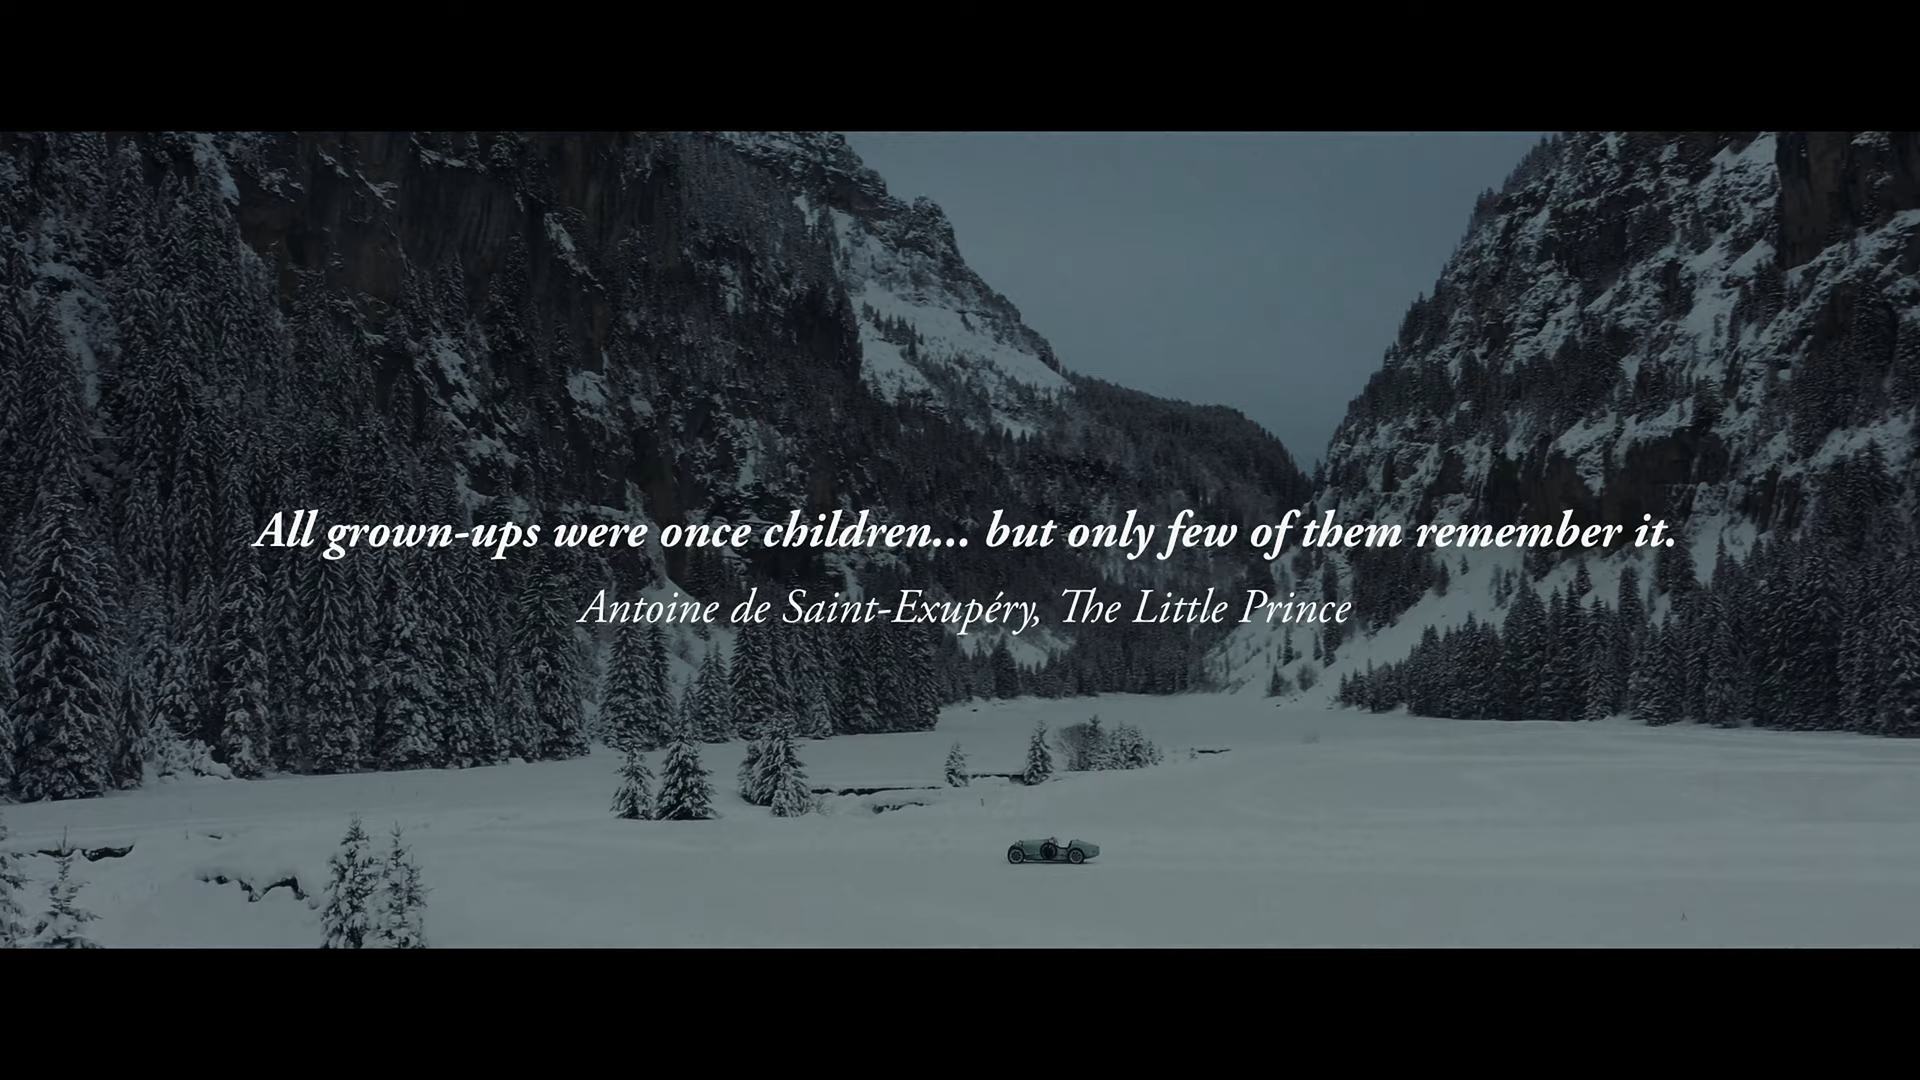 All grown-ups were once children... but only few of them remember it.
Antoine de Saint-Exupéry, The Little Prince